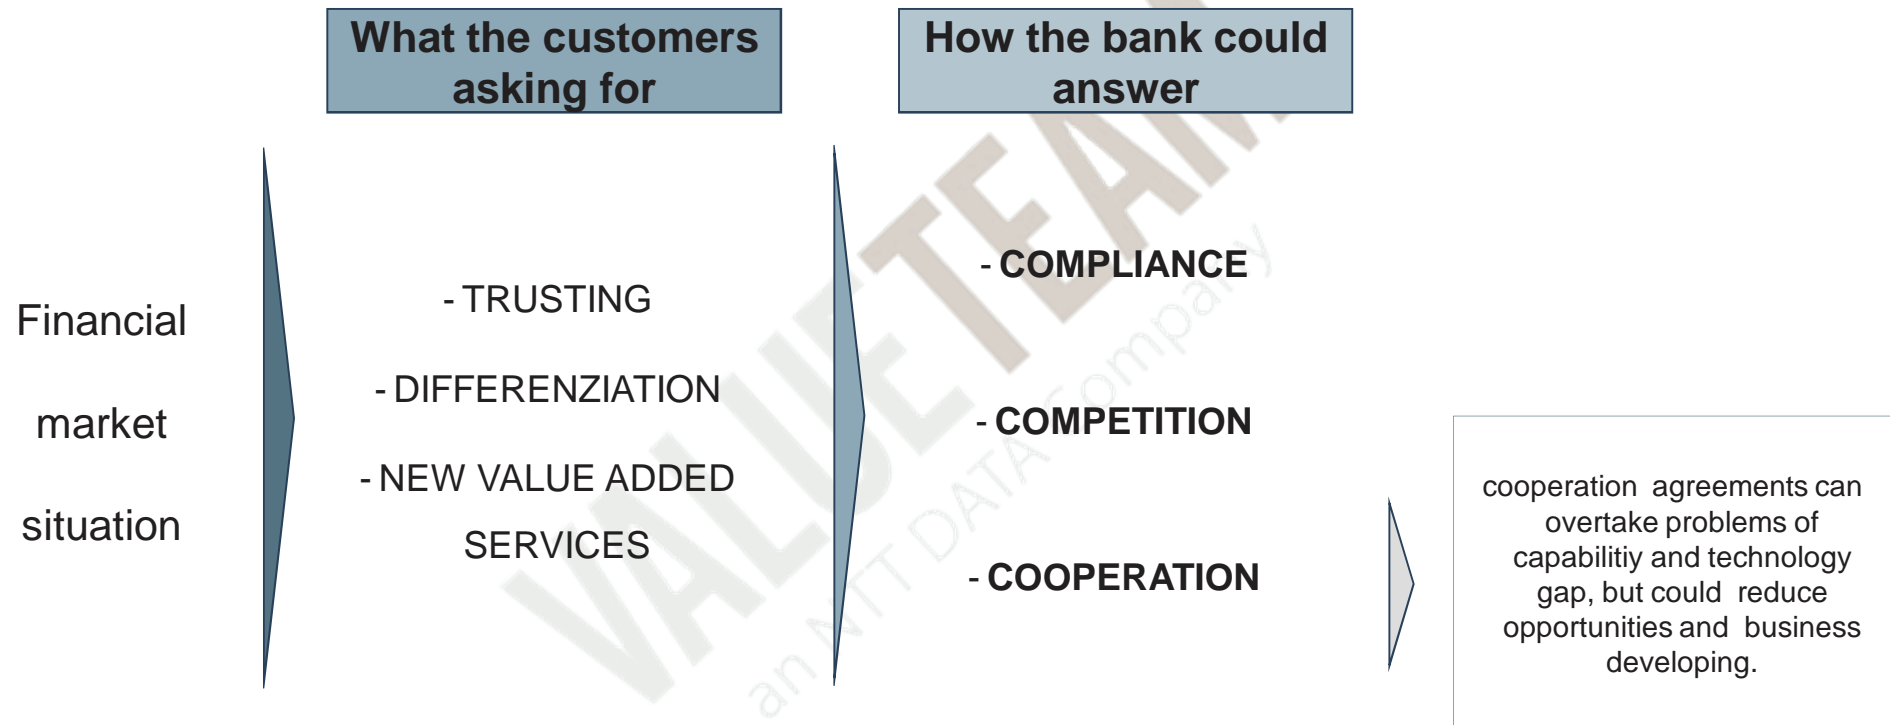 What the customers
asking for
How the bank could
answer
Financial
market
situation
- TRUSTING
- DIFFERENZIATION
- NEW VALUE ADDED
SERVICES
- COMPLIANCE
- COMPETITION
- COOPERATION
cooperation agreements can
overtake problems of
capabilitiy and technology
gap, but could reduce
opportunities and business
developing.
VALUETEAM
an NTT DATA Company